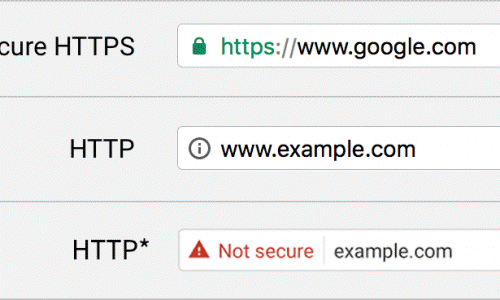 cure HTTPS https://www.google.com
HTTP www.example.com
HTTP* Not secure example.com